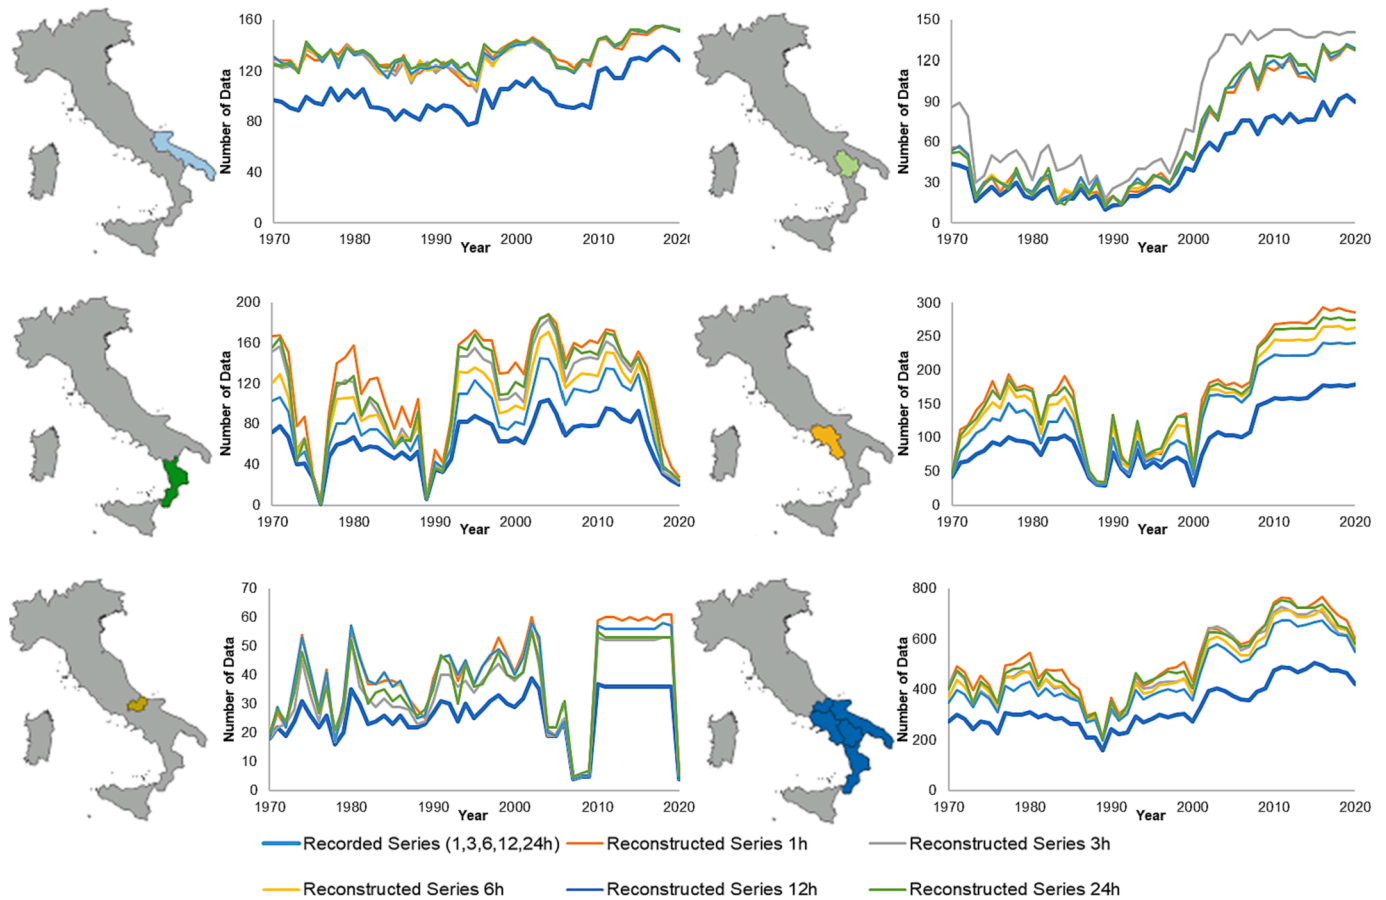 Number of Data
160
120
80
40
0
1970 1980 1990 2000 2010 2020
Year
Number of Data
150
120
90
60
30
0
1970 1980 1990 2000 2010 2020
Year
Number of Data
200
160
120
80
40
0
1970 1980 1990 2000 2010 2020
Year
Number of Data
300
250
200
150
100
50
0
1970 1980 1990 2000 2010 2020
Year
Number of Data
70
60
50
40
30
20
10
0
1970 1980 1990 2000 2010 2020
Year
Number of Data
800
600
400
200
0
1970 1980 1990 2000 2010 2020
Year
Recorded Series (1,3,6,12,24h) Reconstructed Series 1h Reconstructed Series 3h
Reconstructed Series 6h Reconstructed Series 12h Reconstructed Series 24h